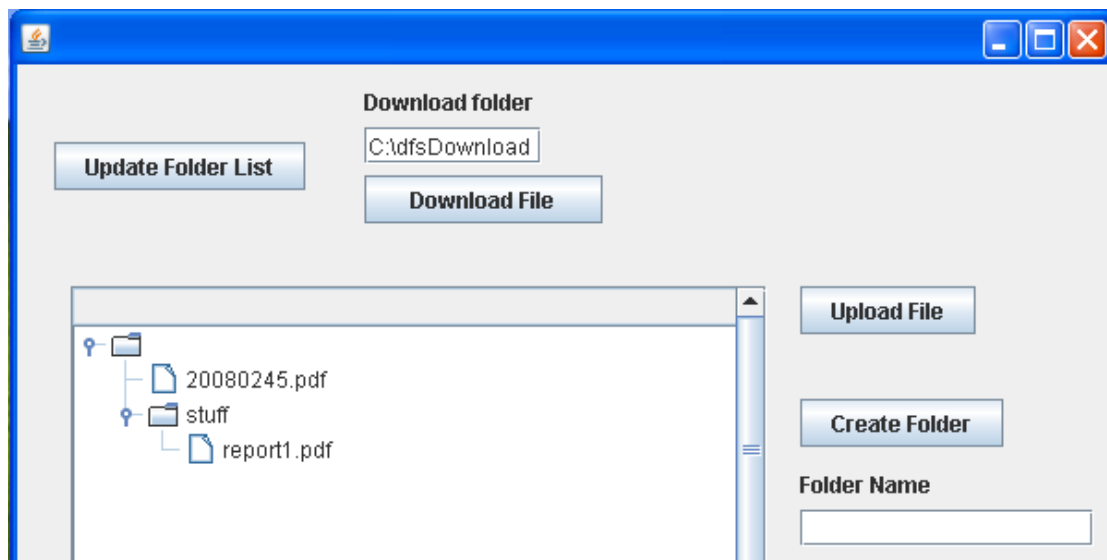 Download folder
C:\dfsDownload
Update Folder List
Download File
Upload File
20080245.pdf
stuff
report1.pdf
Create Folder
Folder Name